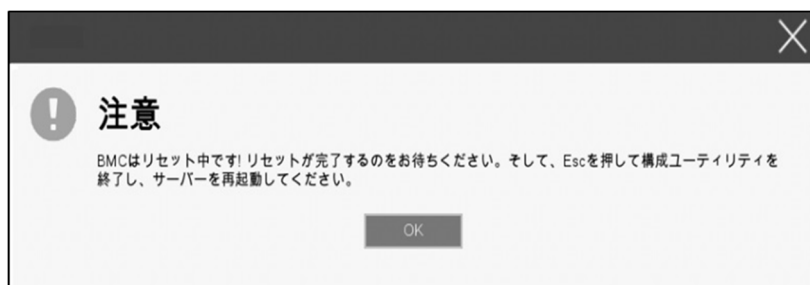 注意
BMCはリセット中です! リセットが完了するのをお待ちください。そして、Escを押して構成ユーティリティを
終了し、サーバーを再起動してください。
OK